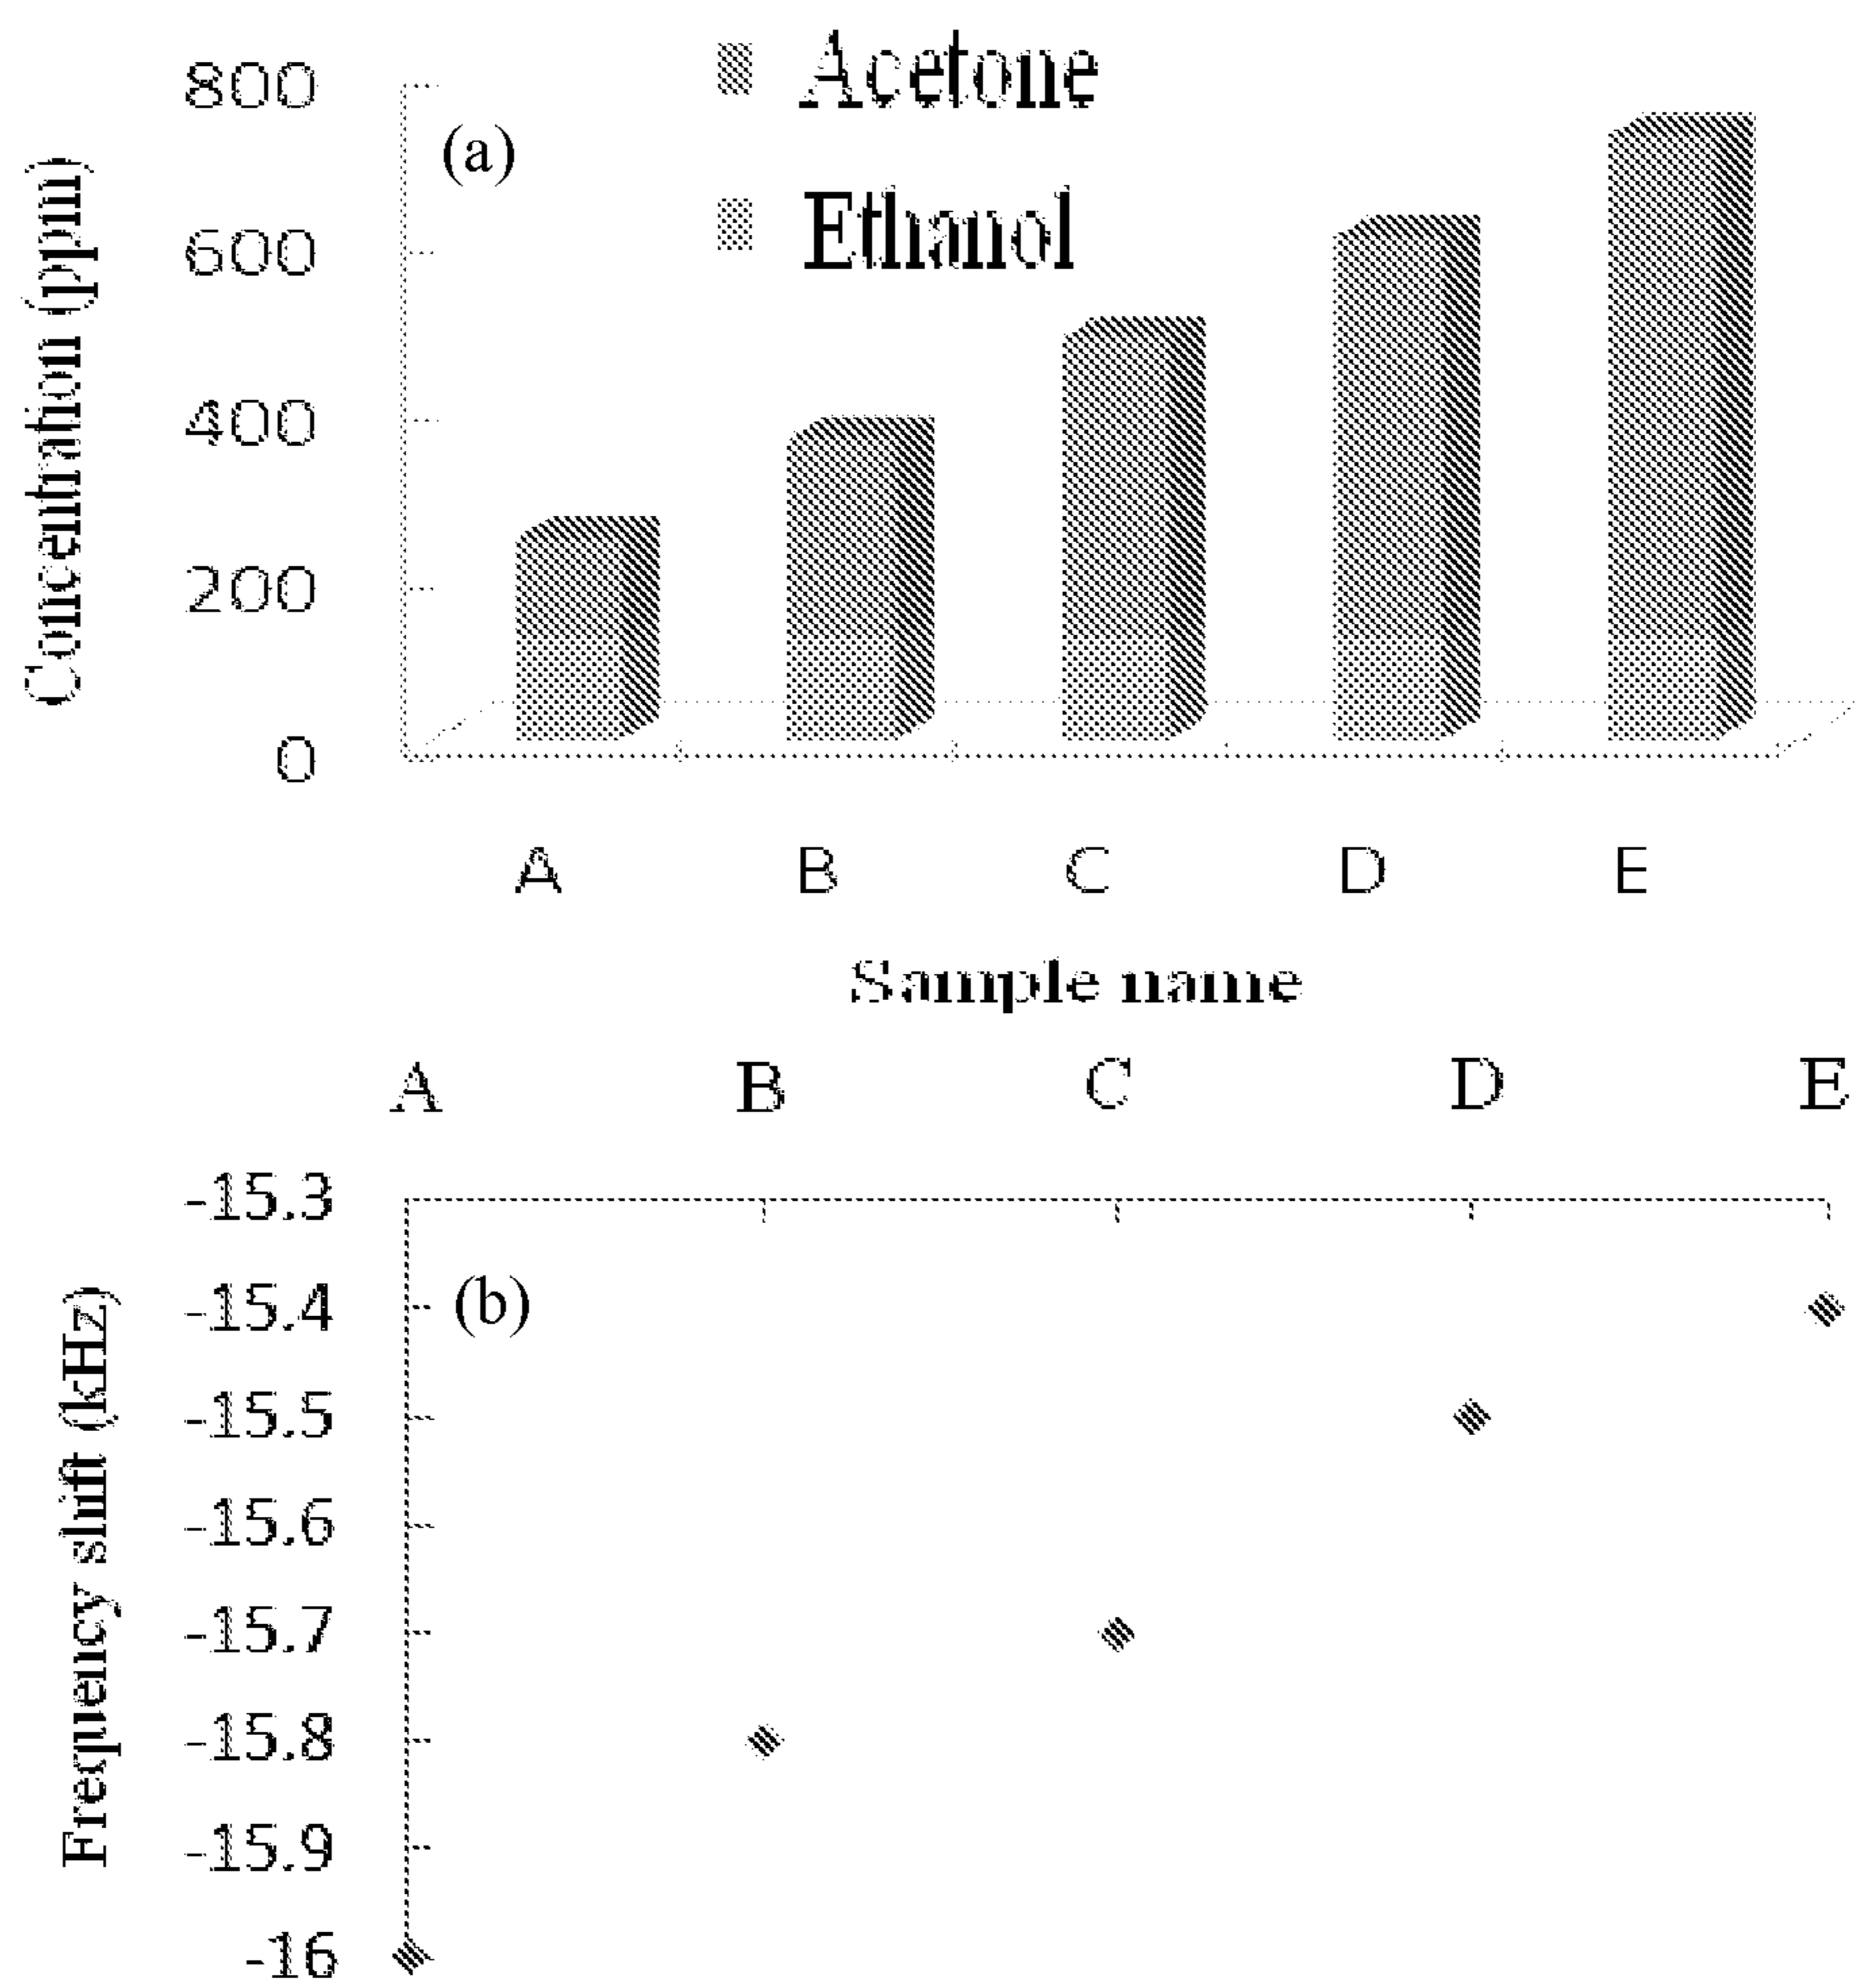 Concentration (ppm)
800
600
400
200
0
(a)
Acetone
Ethanol
A B C D E
Sample name
A B C D E
Frequency shift (kHz)
-15.3
-15.4
-15.5
-15.6
-15.7
-15.8
-15.9
-16
(b)